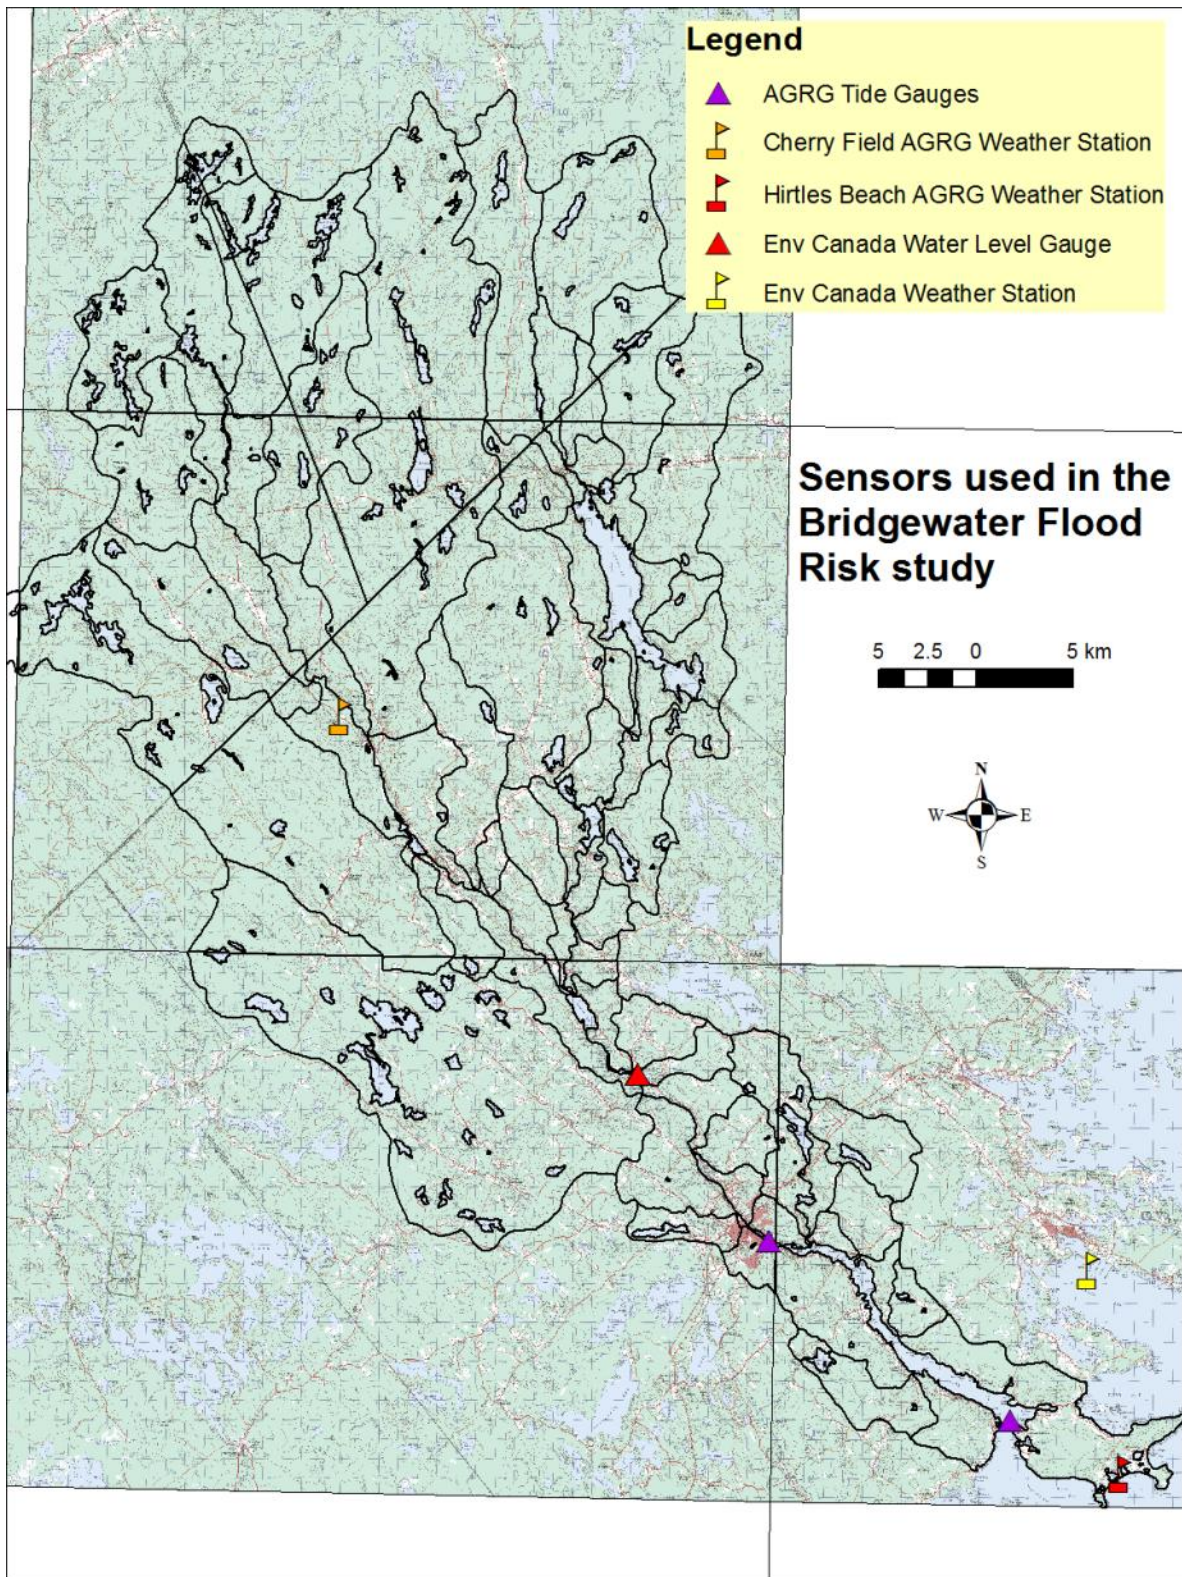 Legend
AGRG Tide Gauges
Cherry Field AGRG Weather Station
Hirtles Beach AGRG Weather Station
Env Canada Water Level Gauge
Env Canada Weather Station
Sensors used in the
Bridgewater Flood
Risk study
5 2.5 0 5 km
N
W E
S